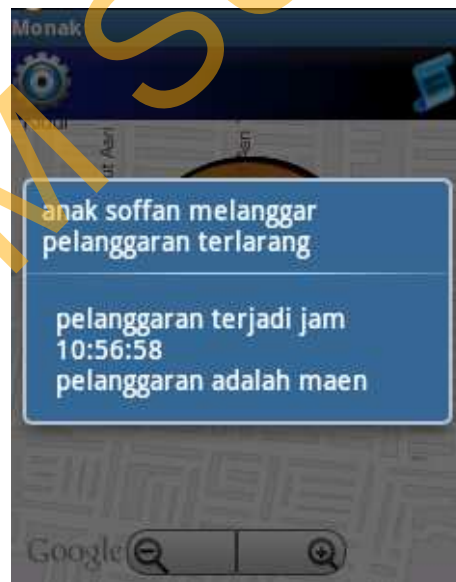 Monak
anak soffan melanggar
pelanggaran terlarang
pelanggaran terjadi jam
10:56:58
pelanggaran adalah maen
Google